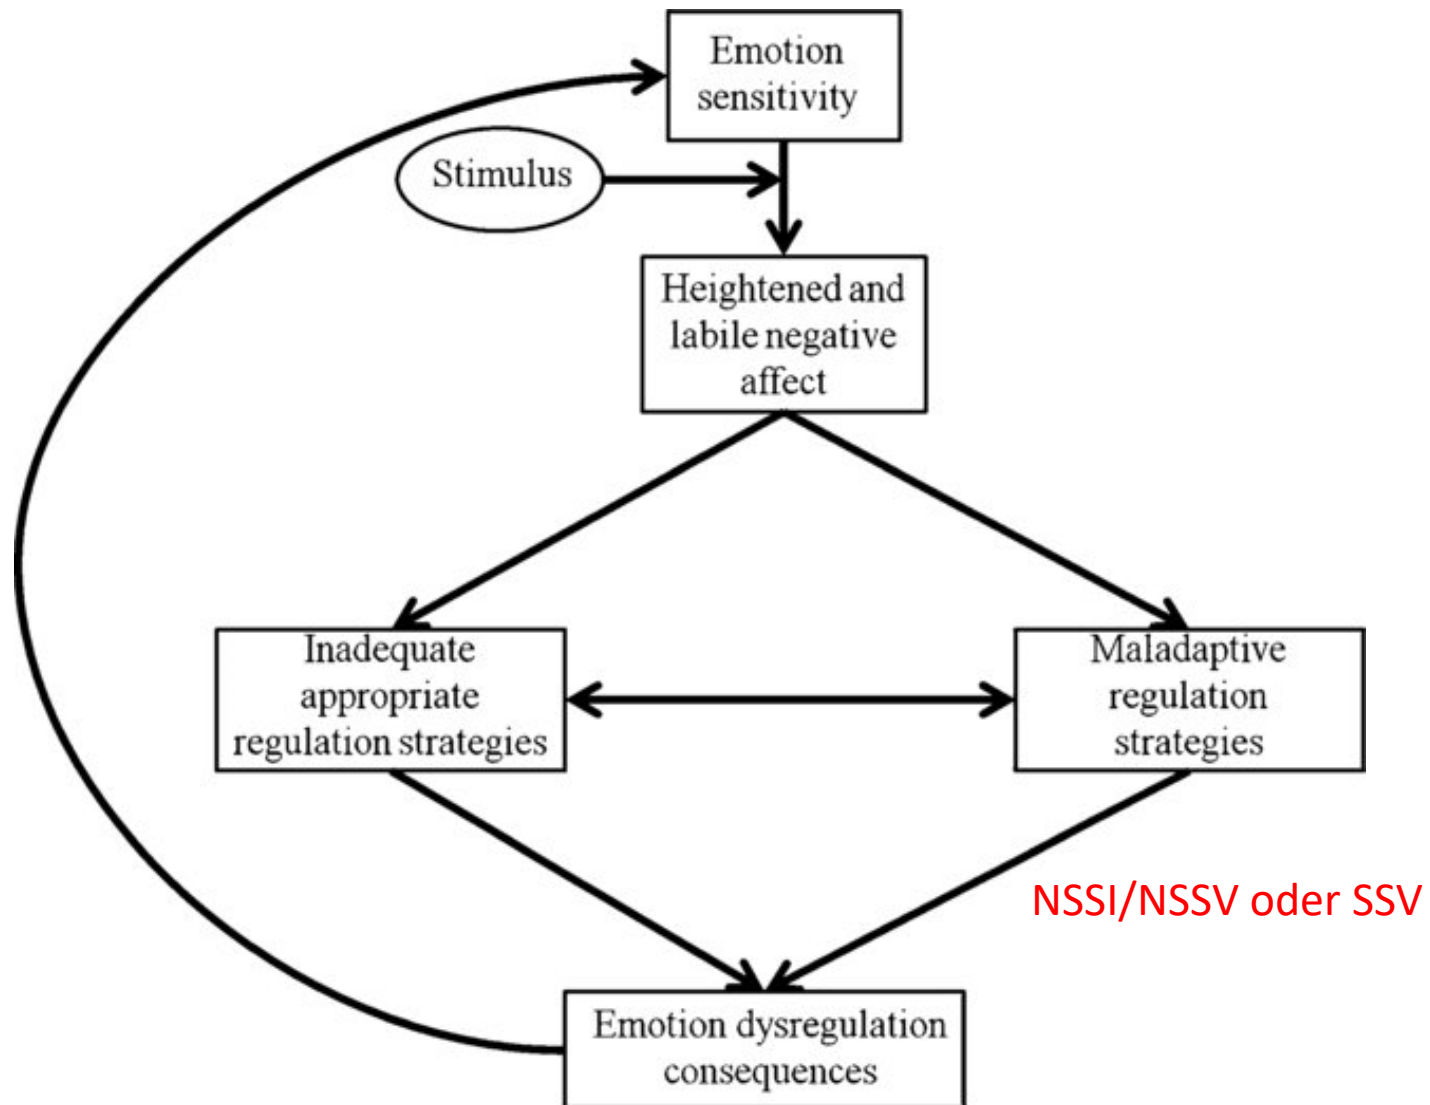 Emotion
sensitivity
Stimulus
Heightened and
labile negative
affect
Inadequate
appropriate
regulation strategies
Maladaptive
regulation
strategies
NSSI/NSSV oder SSV
Emotion dysregulation
consequences